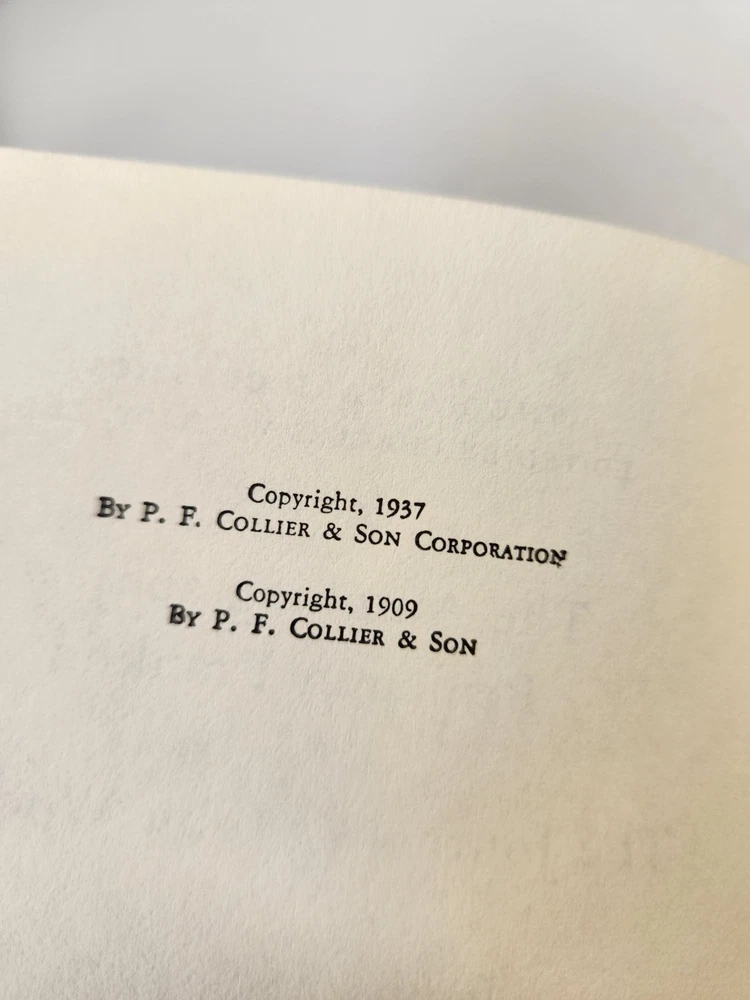 Copyright, 1937
By P. F. Collier & Son Corporation
Copyright, 1909
By P. F. Collier & Son